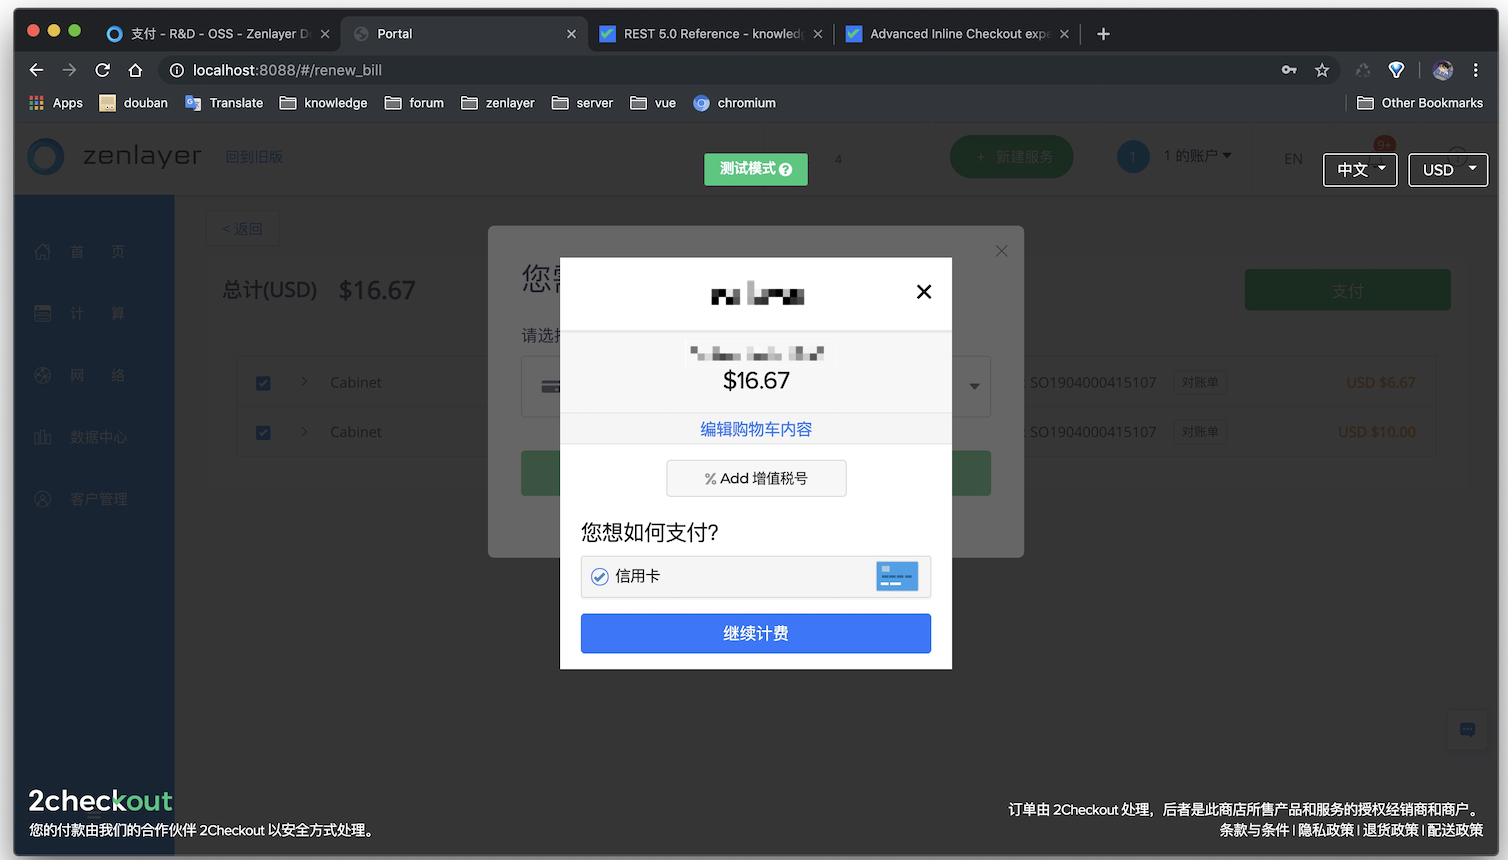 支付 - R&D - OSS - Zenlayer D
Portal
REST 5.0 Reference - knowled
Advanced Inline Checkout expe
localhost:8088/#/renew_bill
Apps
douban
Translate
knowledge
forum
zenlayer
server
vue
chromium
Other Bookmarks
zenlayer
回到旧版
测试模式
4
+ 新建服务
1
1 的账户
EN
9+
中文
USD
< 返回
首 页
计 算
网 络
数据中心
客户管理
总计(USD) $16.67
支付
您
请选
Cabinet
SO1904000415107
对账单
USD $6.67
Cabinet
SO1904000415107
对账单
USD $10.00
$16.67
编辑购物车内容
% Add 增值税号
您想如何支付?
信用卡
继续计费
2checkout
您的付款由我们的合作伙伴 2Checkout 以安全方式处理。
订单由 2Checkout 处理，后者是此商店所售产品和服务的授权经销商和商户。
条款与条件 | 隐私政策 | 退货政策 | 配送政策